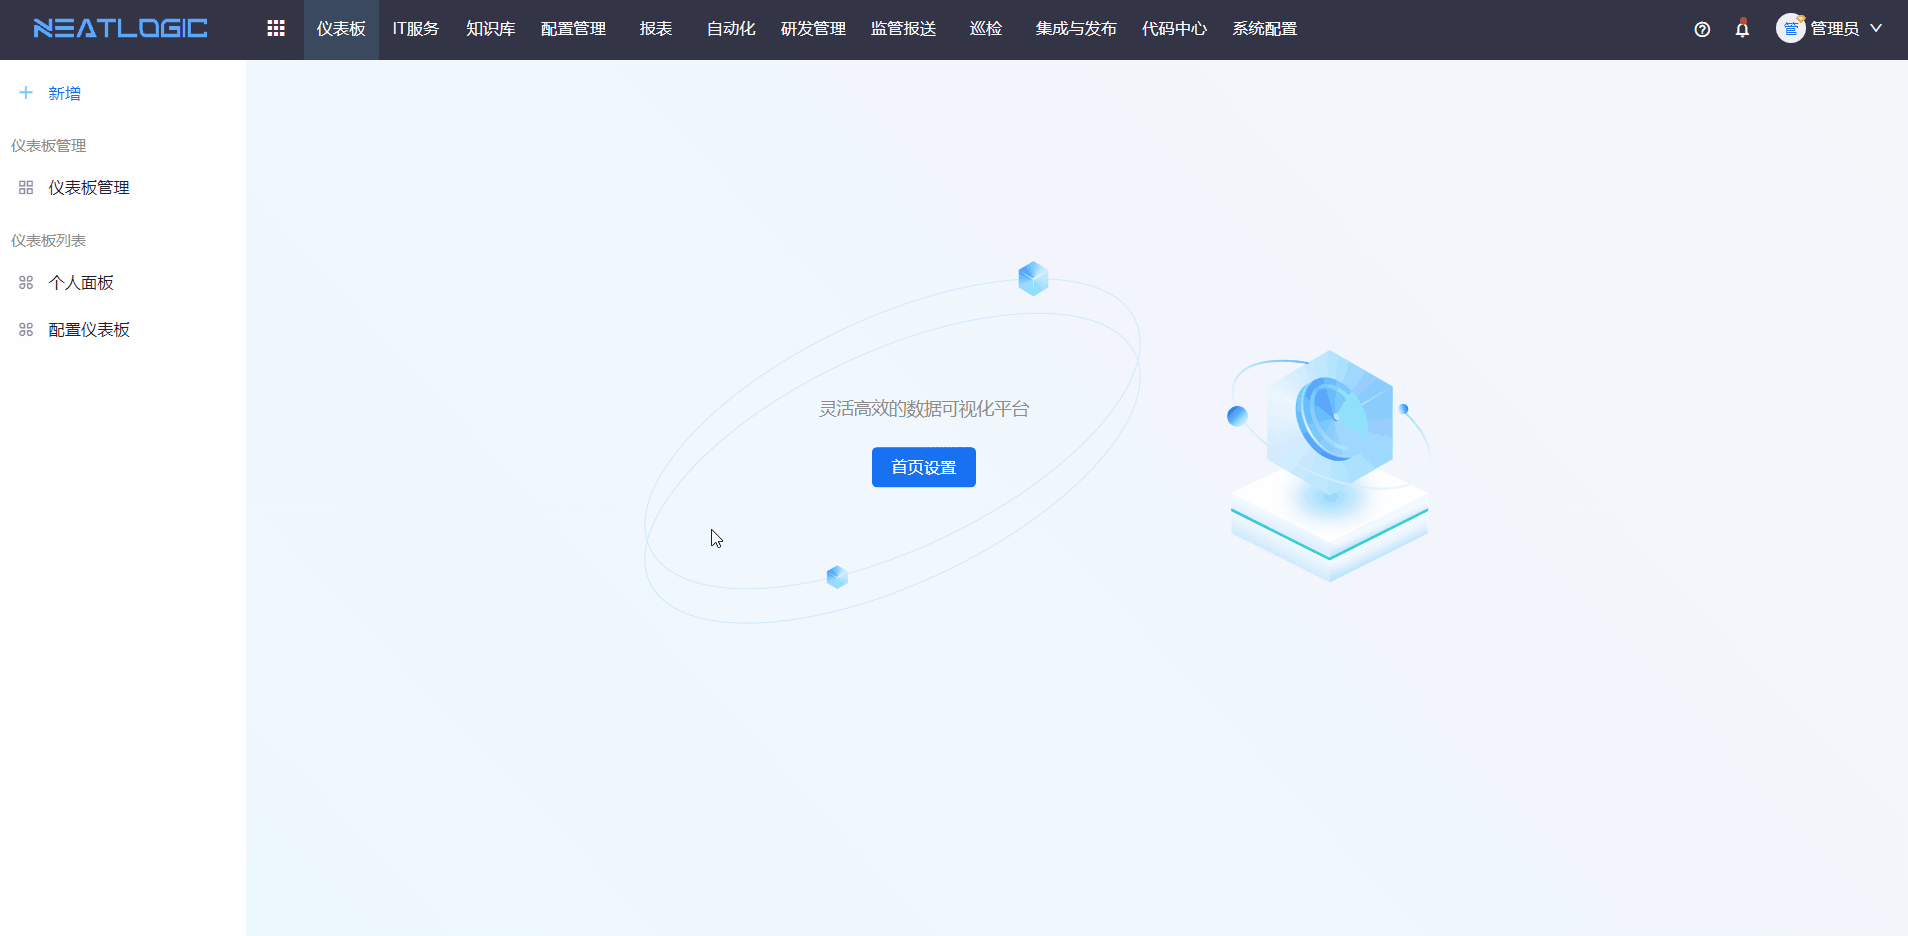 NEATLOGIC 仪表板 IT服务 知识库 配置管理 报表 自动化 研发管理 监管报送 巡检 集成与发布 代码中心 系统配置 管 管理员
新增
仪表板管理
仪表板管理
仪表板列表
个人面板
配置仪表板
灵活高效的数据可视化平台
首页设置